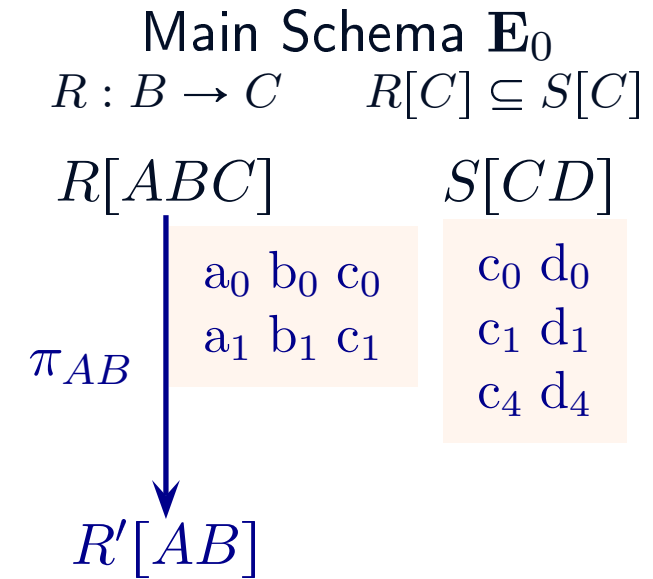 Main Schema E₀
R : B → C R[C] ⊆ S[C]
R[ABC] S[CD]
a₀ b₀ c₀ c₀ d₀
a₁ b₁ c₁ c₁ d₁
π_AB c₄ d₄
R′[AB]